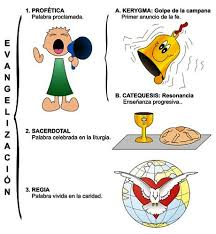 EVANGELIZACIÓN
1. PROFÉTICA
Palabra proclamada.
A. KERYGMA: Golpe de la campana
Primer anuncio de la fe.
B. CATEQUESIS: Resonancia
Enseñanza progresiva..
2. SACERDOTAL
Palabra celebrada en la liturgia.
3. REGIA
Palabra vivida en la caridad.